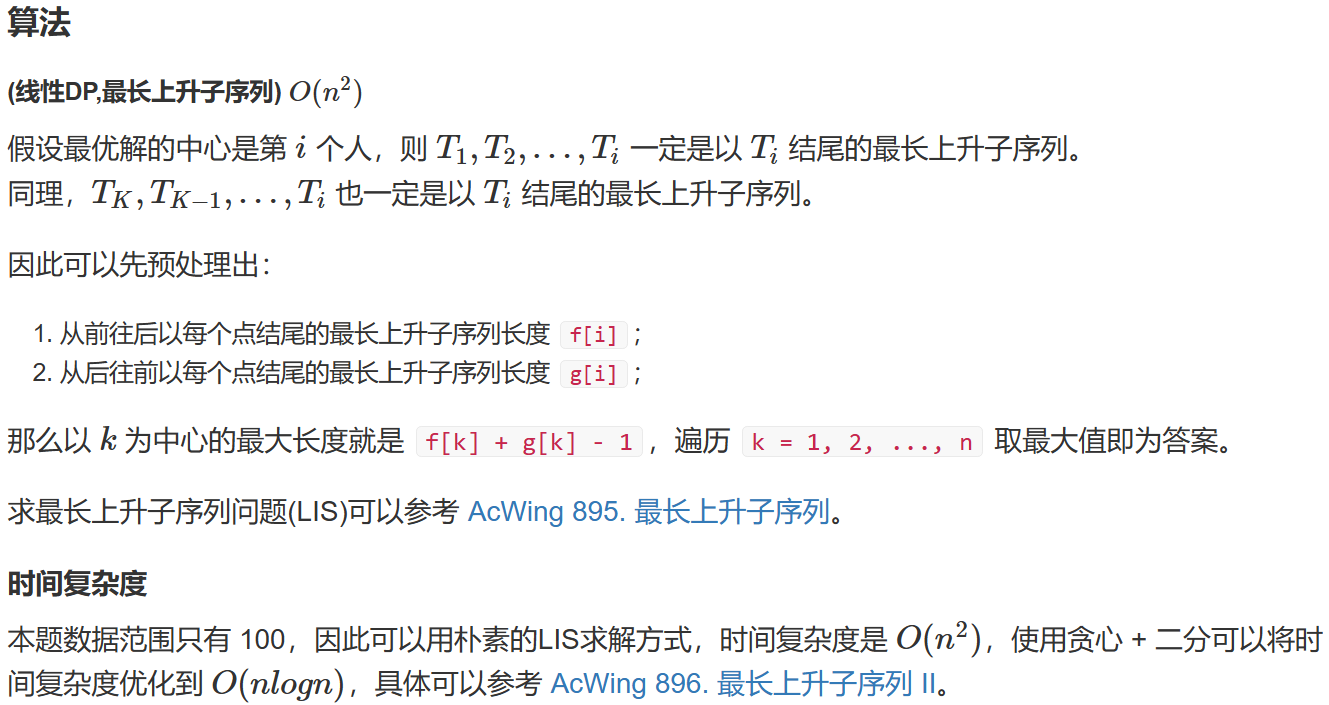 算法
(线性DP,最长上升子序列) O(n²)
假设最优解的中心是第 i 个人，则 T₁, T₂, …, Tᵢ 一定是以 Tᵢ 结尾的最长上升子序列。
同理，T_K, T_{K−1}, …, Tᵢ 也一定是以 Tᵢ 结尾的最长上升子序列。
因此可以先预处理出：
1. 从前往后以每个点结尾的最长上升子序列长度 f[i]；
2. 从后往前以每个点结尾的最长上升子序列长度 g[i]；
那么以 k 为中心的最大长度就是 f[k] + g[k] - 1，遍历 k = 1, 2, ..., n 取最大值即为答案。
求最长上升子序列问题(LIS)可以参考 AcWing 895. 最长上升子序列。
时间复杂度
本题数据范围只有 100，因此可以用朴素的LIS求解方式，时间复杂度是 O(n²)，使用贪心 + 二分可以将时
间复杂度优化到 O(nlogn)，具体可以参考 AcWing 896. 最长上升子序列 II。